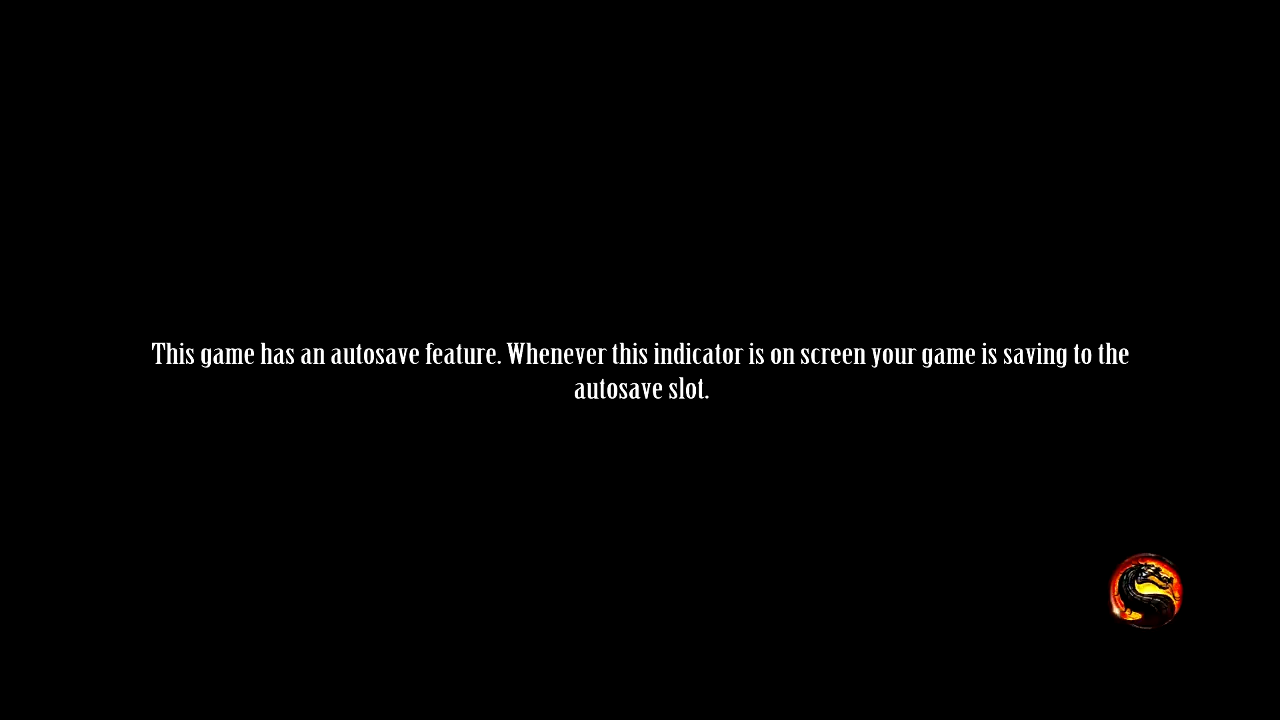 This game has an autosave feature. Whenever this indicator is on screen your game is saving to the
autosave slot.